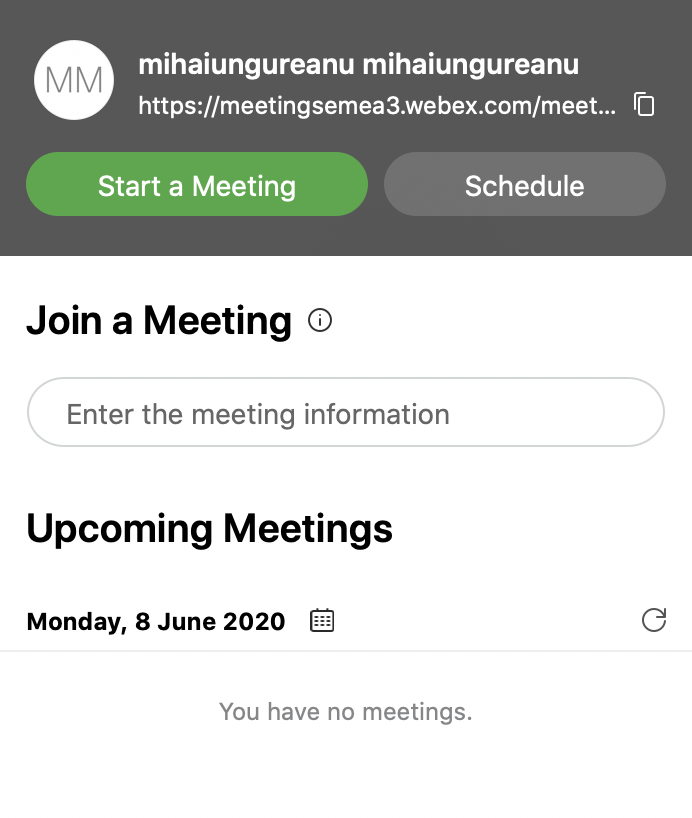 MM
mihaiungureanu mihaiungureanu
https://meetingsemea3.webex.com/meet...
Start a Meeting
Schedule
Join a Meeting
Enter the meeting information
Upcoming Meetings
Monday, 8 June 2020
You have no meetings.